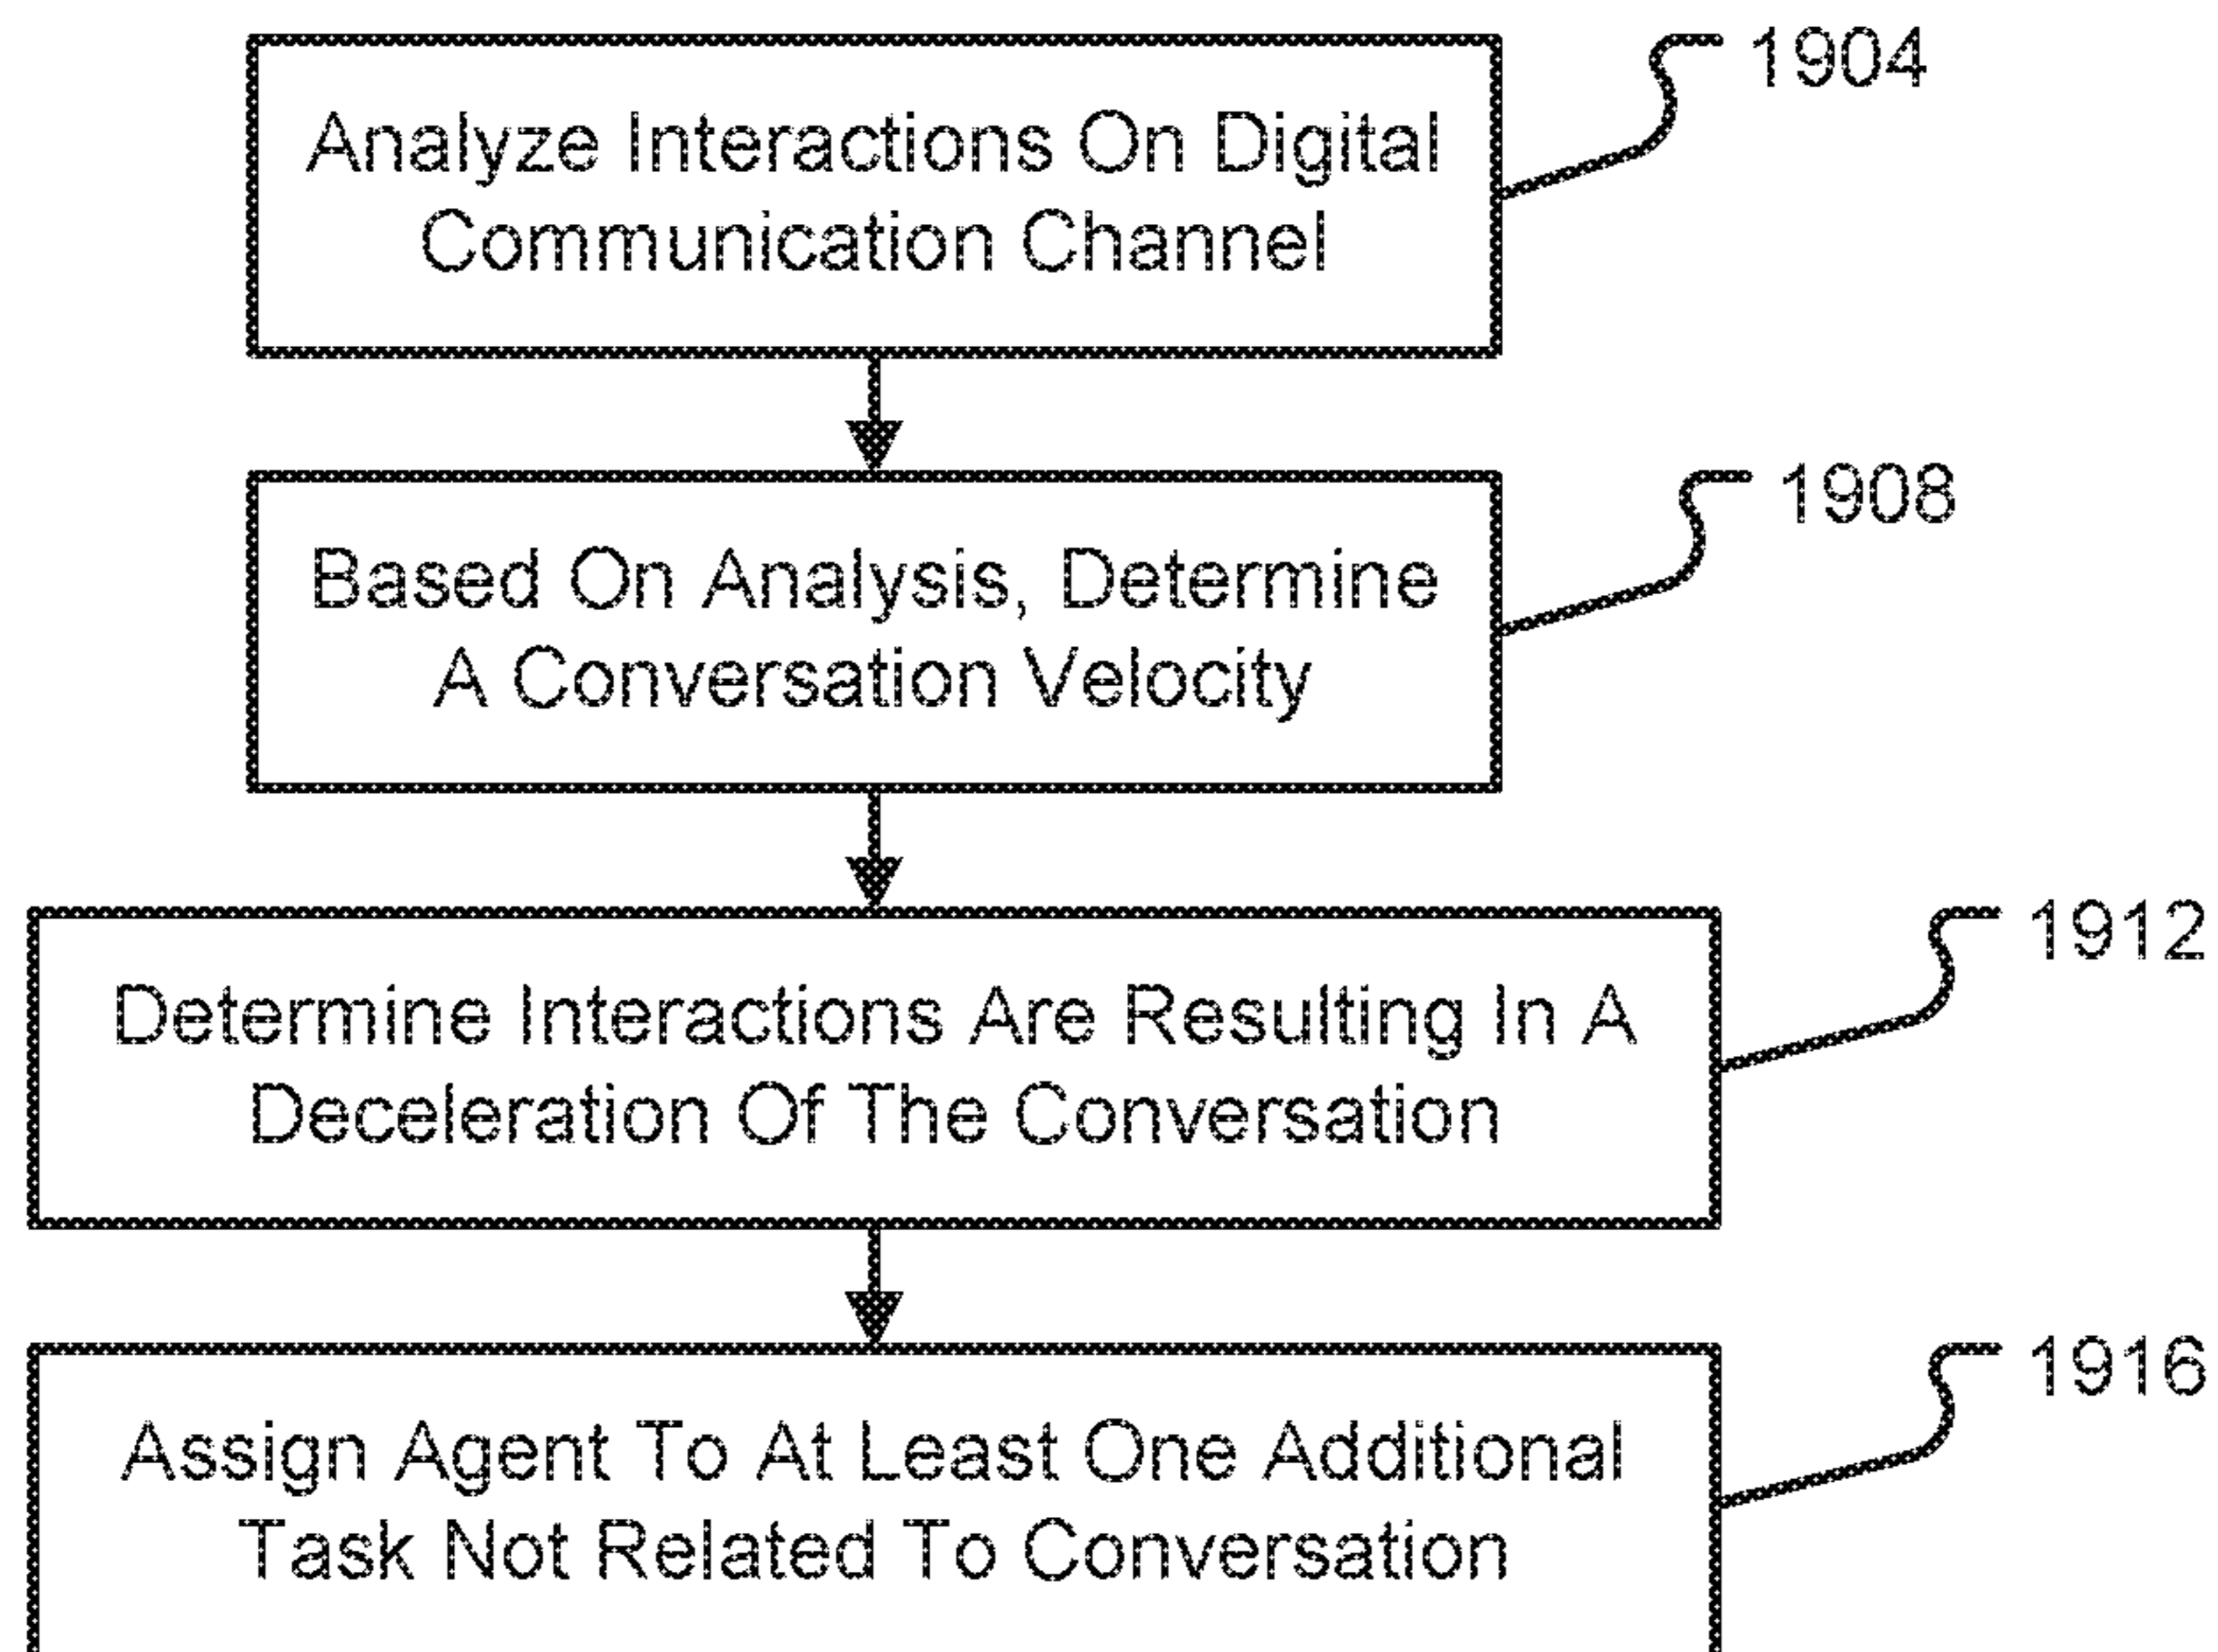 Analyze Interactions On Digital
Communication Channel
1904
Based On Analysis, Determine
A Conversation Velocity
1908
Determine Interactions Are Resulting In A
Deceleration Of The Conversation
1912
Assign Agent To At Least One Additional
Task Not Related To Conversation
1916